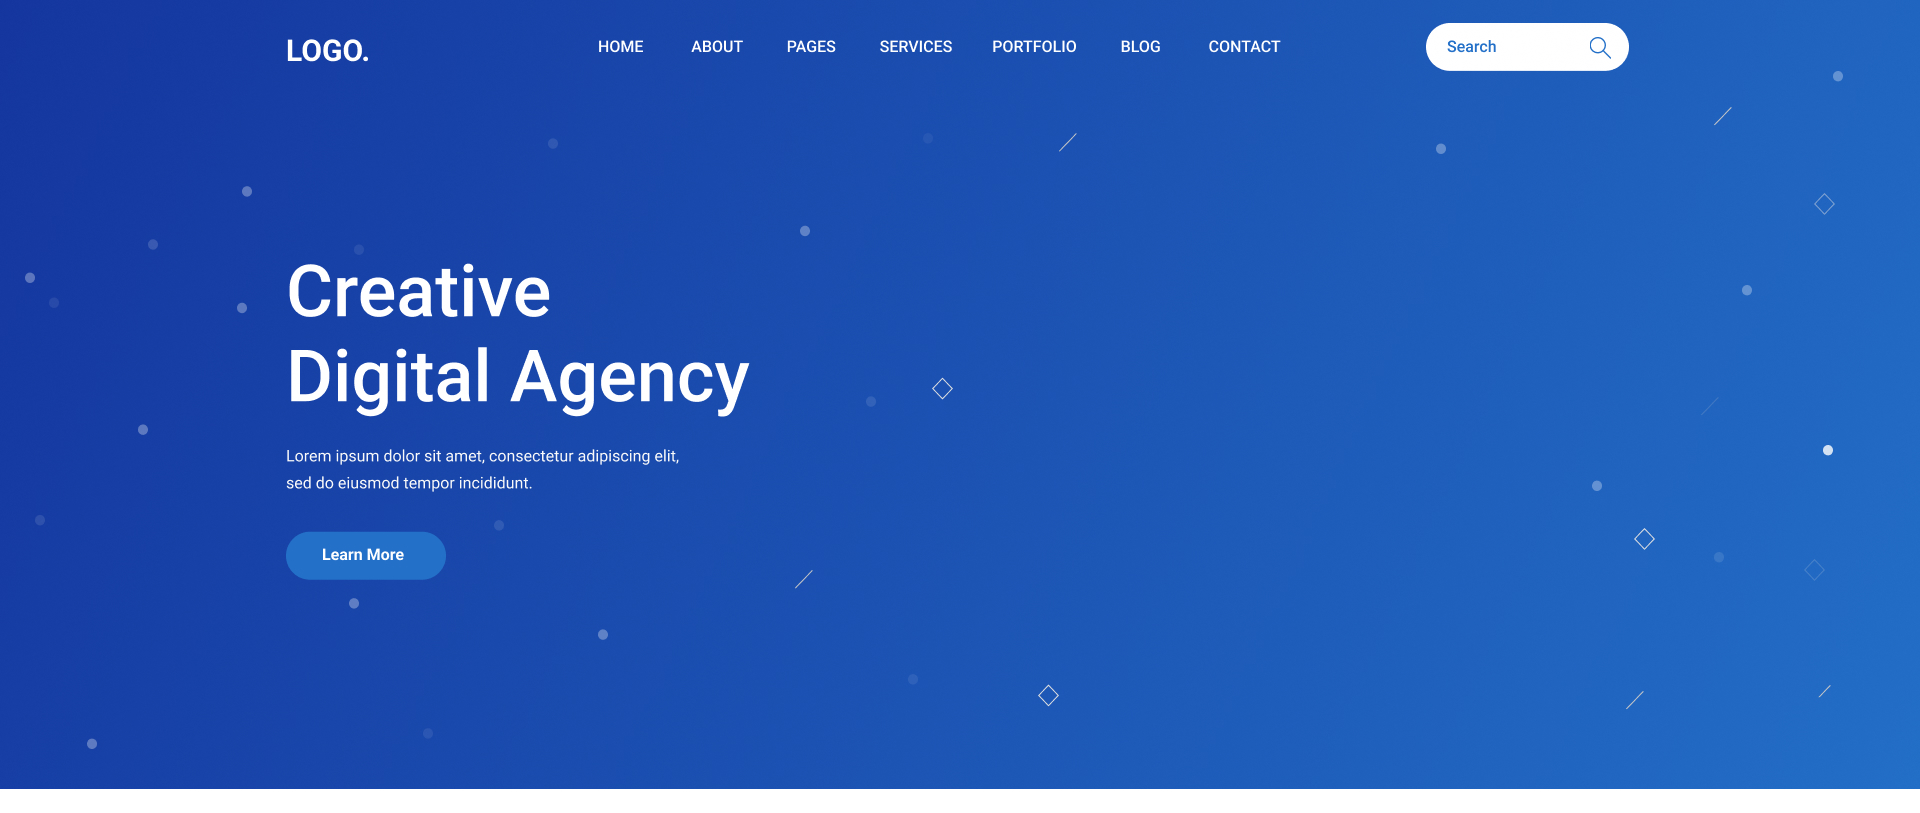 LOGO.
HOME ABOUT PAGES SERVICES PORTFOLIO BLOG CONTACT
Search
Creative
Digital Agency
Lorem ipsum dolor sit amet, consectetur adipiscing elit,
sed do eiusmod tempor incididunt.
Learn More